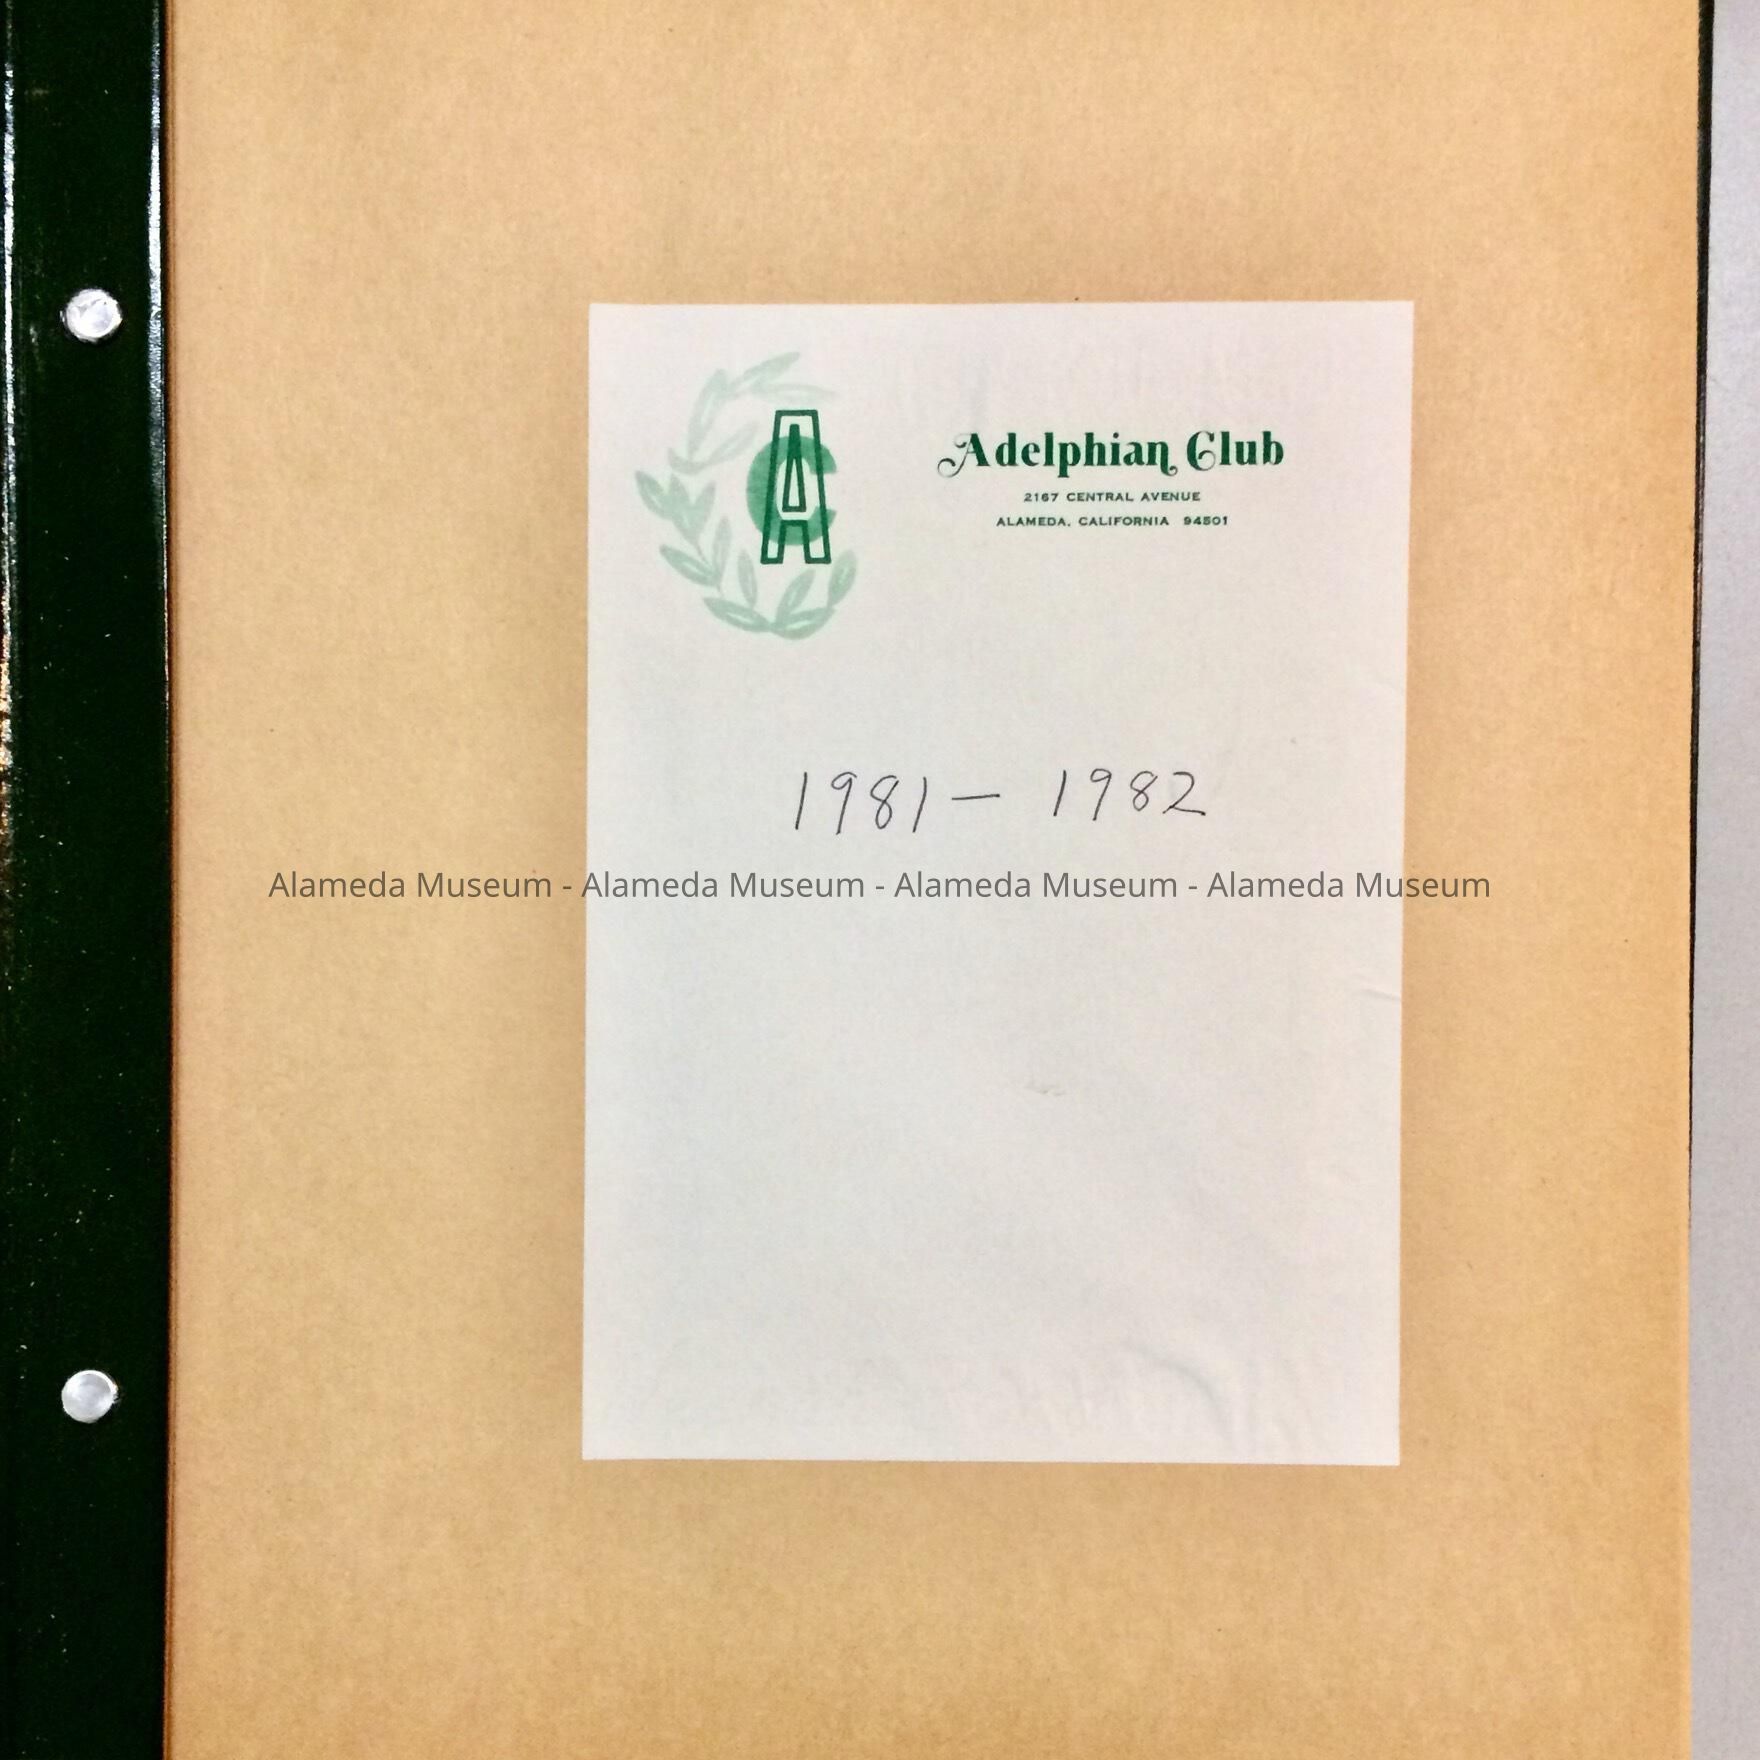 AC
Adelphian Club
2167 CENTRAL AVENUE
ALAMEDA, CALIFORNIA 94501
1981 - 1982
Alameda Museum - Alameda Museum - Alameda Museum - Alameda Museum